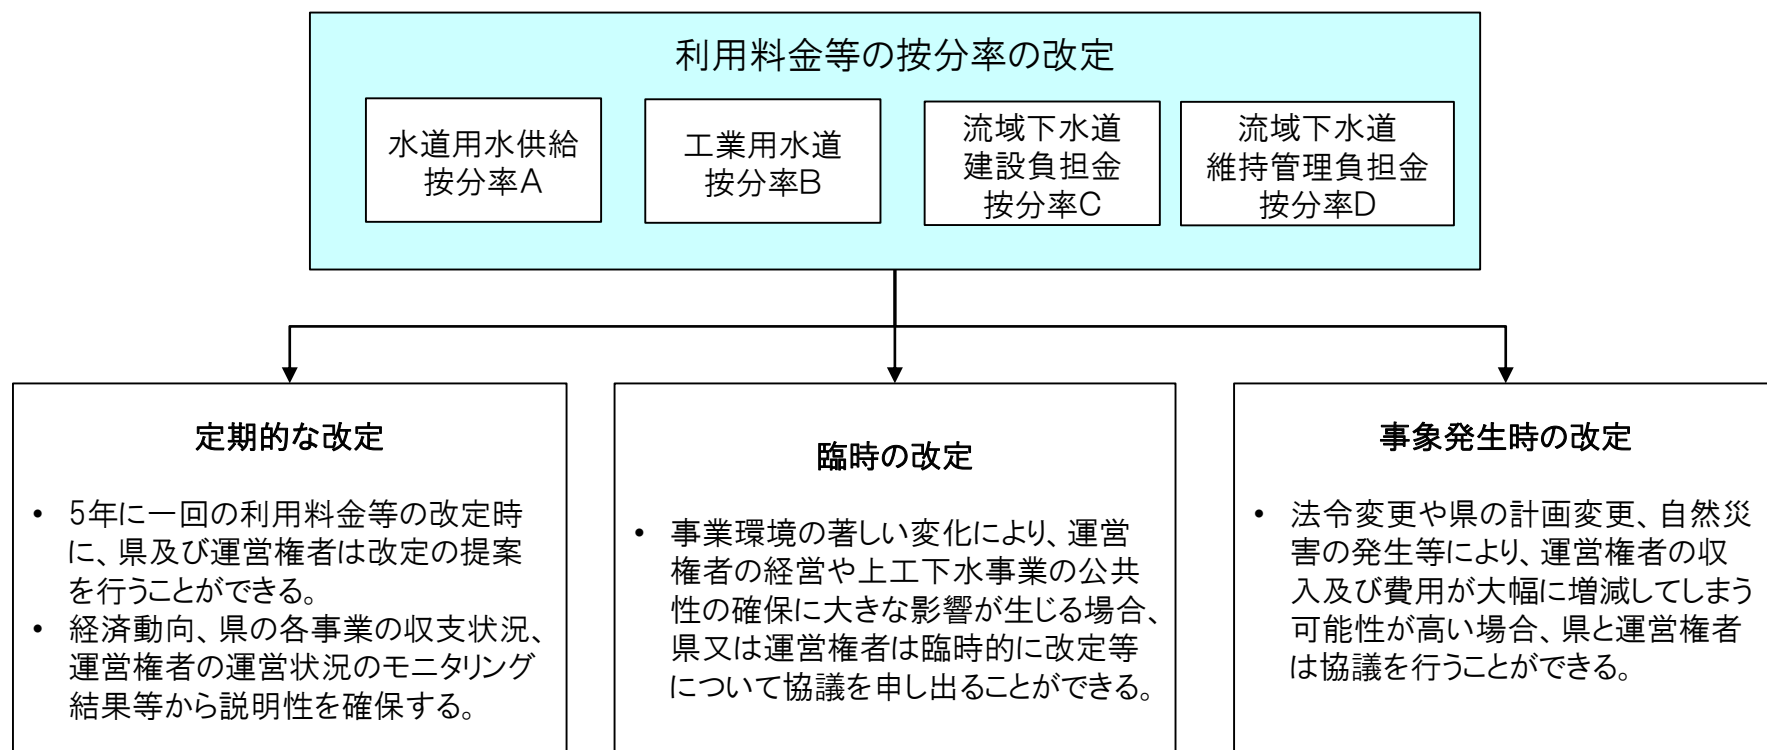 利用料金等の按分率の改定
水道用水供給
按分率A
工業用水道
按分率B
流域下水道
建設負担金
按分率C
流域下水道
維持管理負担金
按分率D
定期的な改定
• 5年に一回の利用料金等の改定時
に、県及び運営権者は改定の提案
を行うことができる。
• 経済動向、県の各事業の収支状況、
運営権者の運営状況のモニタリング
結果等から説明性を確保する。
臨時の改定
• 事業環境の著しい変化により、運営
権者の経営や上工下水事業の公共
性の確保に大きな影響が生じる場合、
県又は運営権者は臨時的に改定等
について協議を申し出ることができる。
事象発生時の改定
• 法令変更や県の計画変更、自然災
害の発生等により、運営権者の収
入及び費用が大幅に増減してしまう
可能性が高い場合、県と運営権者
は協議を行うことができる。